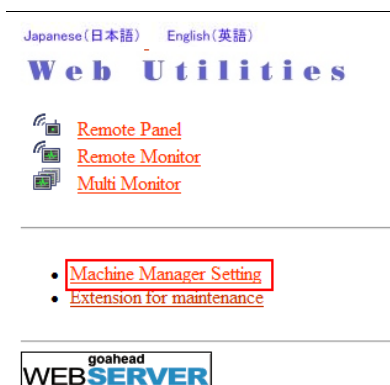 Japanese(日本語) English(英語)
Web Utilities
Remote Panel
Remote Monitor
Multi Monitor
Machine Manager Setting
Extension for maintenance
goahead
WEBSERVER